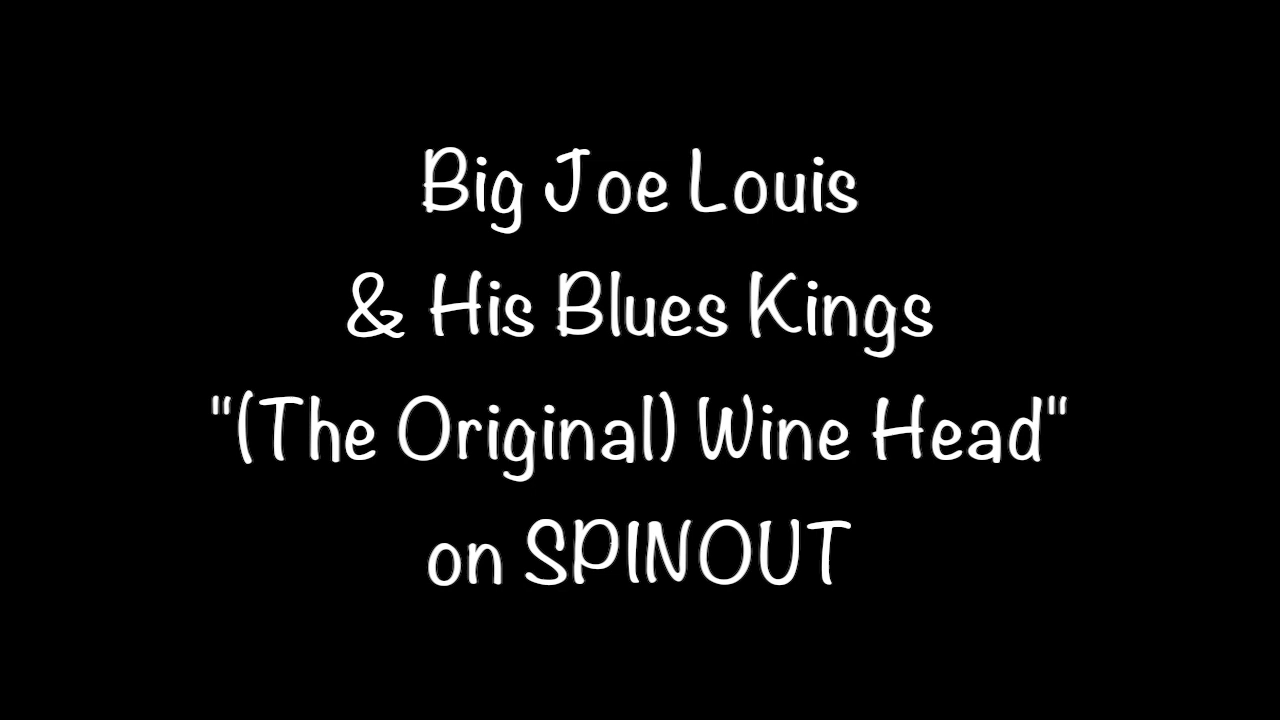 Big Joe Louis
& His Blues Kings
"(The Original) Wine Head"
on SPINOUT